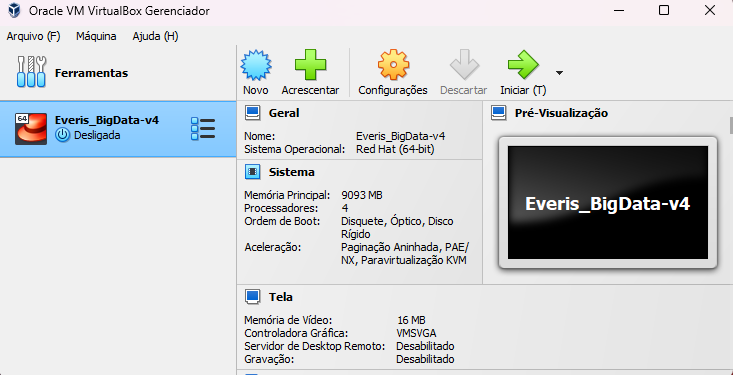 Oracle VM VirtualBox Gerenciador
Arquivo (F) Máquina Ajuda (H)
Ferramentas
Novo Acrescentar Configurações Descartar Iniciar (T)
64
Everis_BigData-v4
Desligada
Geral
Nome: Everis_BigData-v4
Sistema Operacional: Red Hat (64-bit)
Sistema
Memória Principal: 9093 MB
Processadores: 4
Ordem de Boot: Disquete, Óptico, Disco
Rígido
Aceleração: Paginação Aninhada, PAE/
NX, Paravirtualização KVM
Pré-Visualização
Everis_BigData-v4
Tela
Memória de Vídeo: 16 MB
Controladora Gráfica: VMSVGA
Servidor de Desktop Remoto: Desabilitado
Gravação: Desabilitado